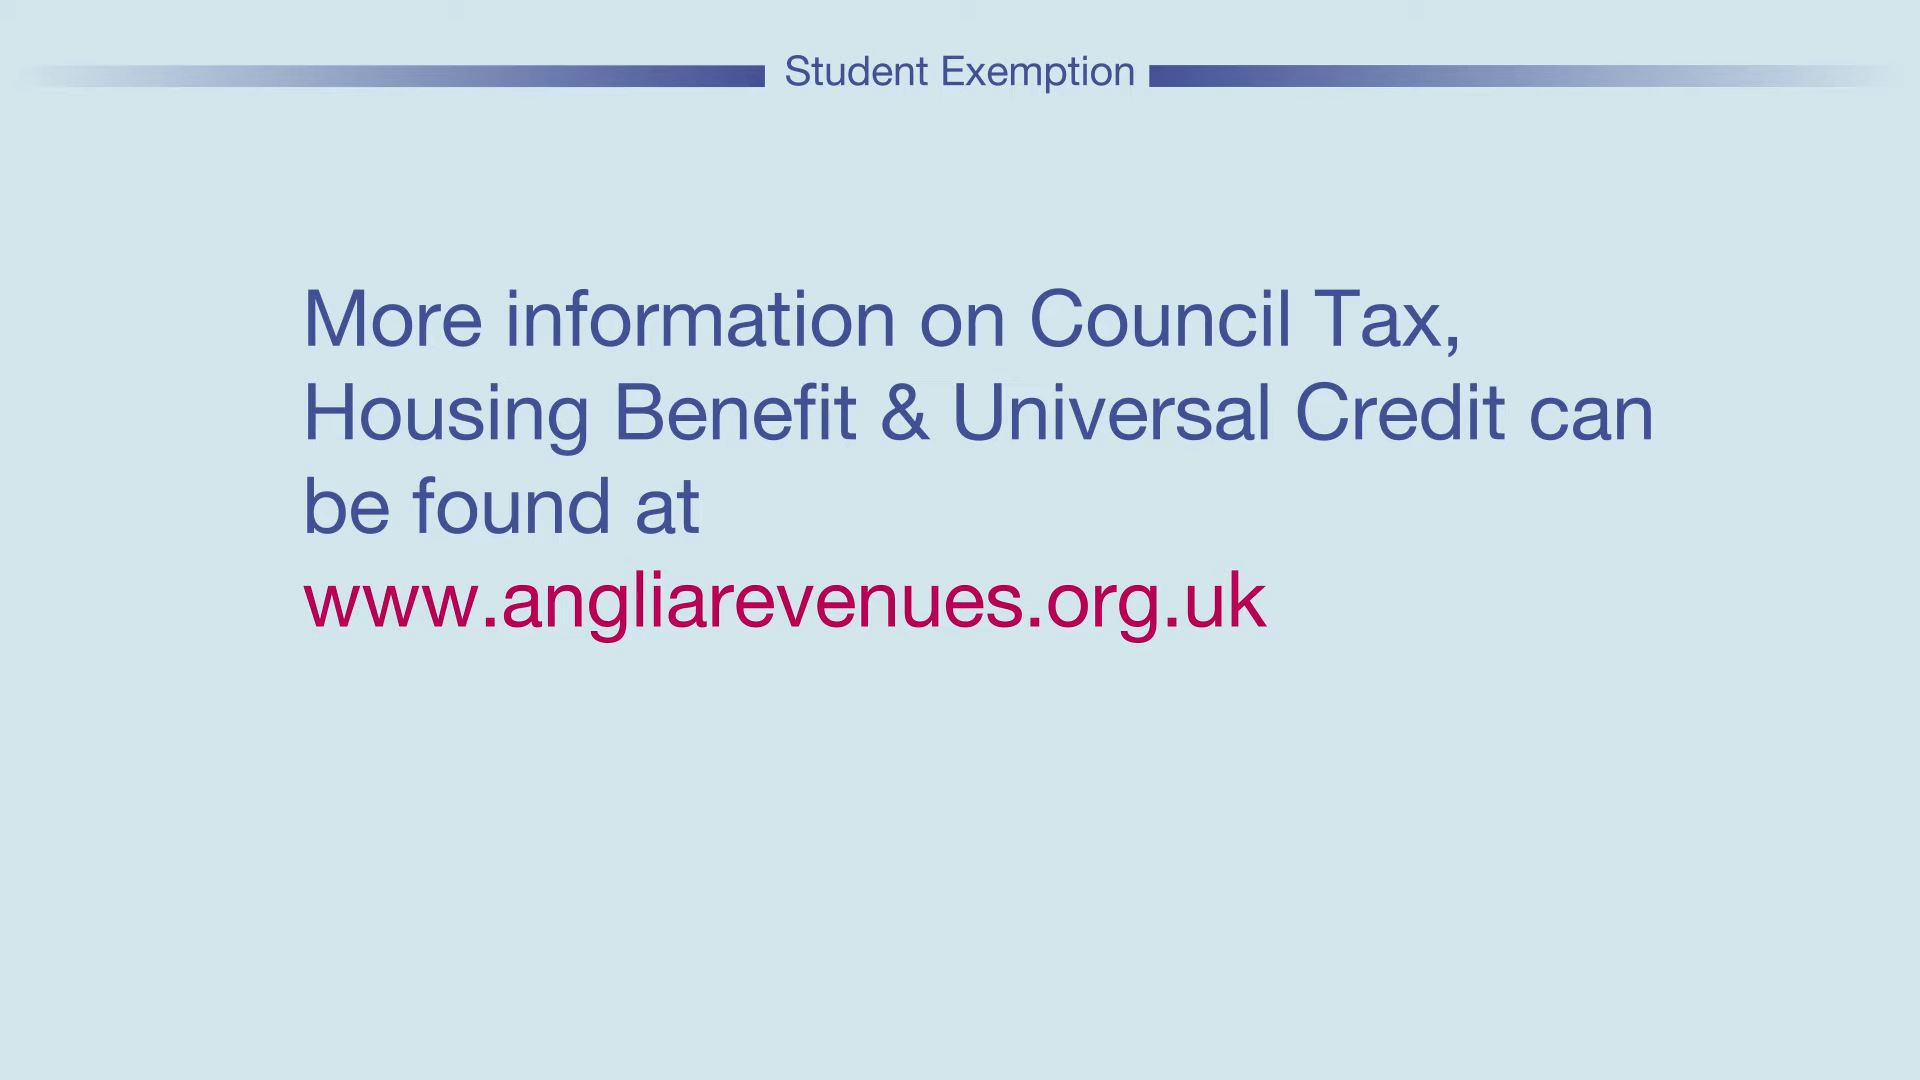 Student Exemption
More information on Council Tax,
Housing Benefit & Universal Credit can
be found at
www.angliarevenues.org.uk